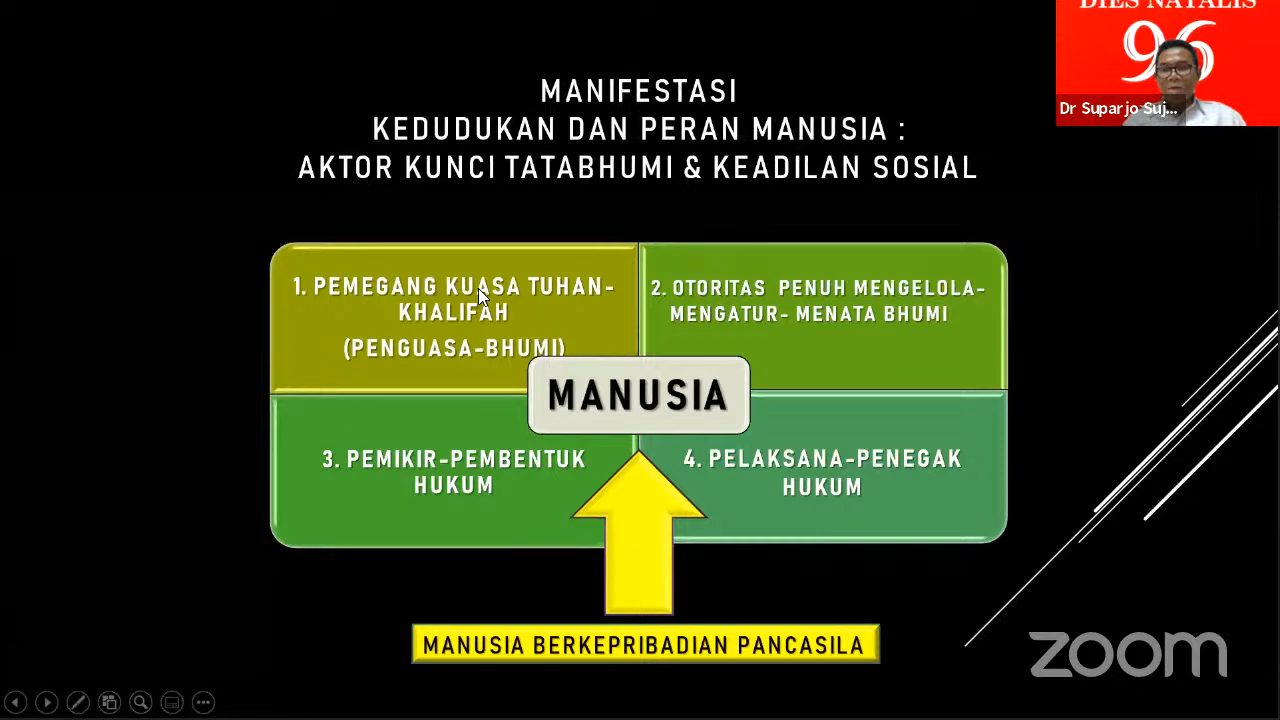 DIES NATALIS
96
Dr Suparjo Suj...
MANIFESTASI
KEDUDUKAN DAN PERAN MANUSIA :
AKTOR KUNCI TATABHUMI & KEADILAN SOSIAL
1. PEMEGANG KUASA TUHAN-
KHALIFAH
(PENGUASA-BHUMI)
2. OTORITAS PENUH MENGELOLA-
MENGATUR- MENATA BHUMI
MANUSIA
3. PEMIKIR-PEMBENTUK
HUKUM
4. PELAKSANA-PENEGAK
HUKUM
MANUSIA BERKEPRIBADIAN PANCASILA
zoom